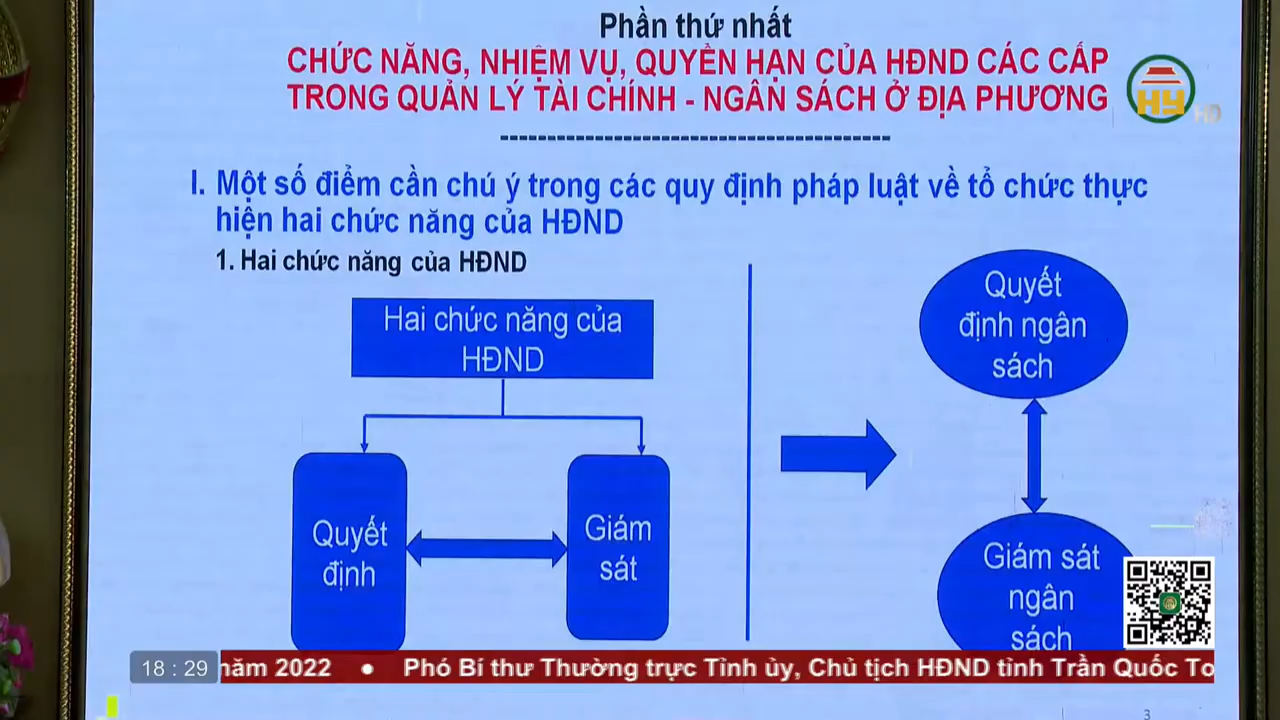 Phần thứ nhất
CHỨC NĂNG, NHIỆM VỤ, QUYỀN HẠN CỦA HĐND CÁC CẤP
TRONG QUẢN LÝ TÀI CHÍNH - NGÂN SÁCH Ở ĐỊA PHƯƠNG
HY HD
I. Một số điểm cần chú ý trong các quy định pháp luật về tổ chức thực
hiện hai chức năng của HĐND
1. Hai chức năng của HĐND
Hai chức năng của
HĐND
Quyết
định
Giám
sát
Quyết
định ngân
sách
Giám sát
ngân
sách
18 : 29 năm 2022 • Phó Bí thư Thường trực Tỉnh ủy, Chủ tịch HĐND tỉnh Trần Quốc To
3